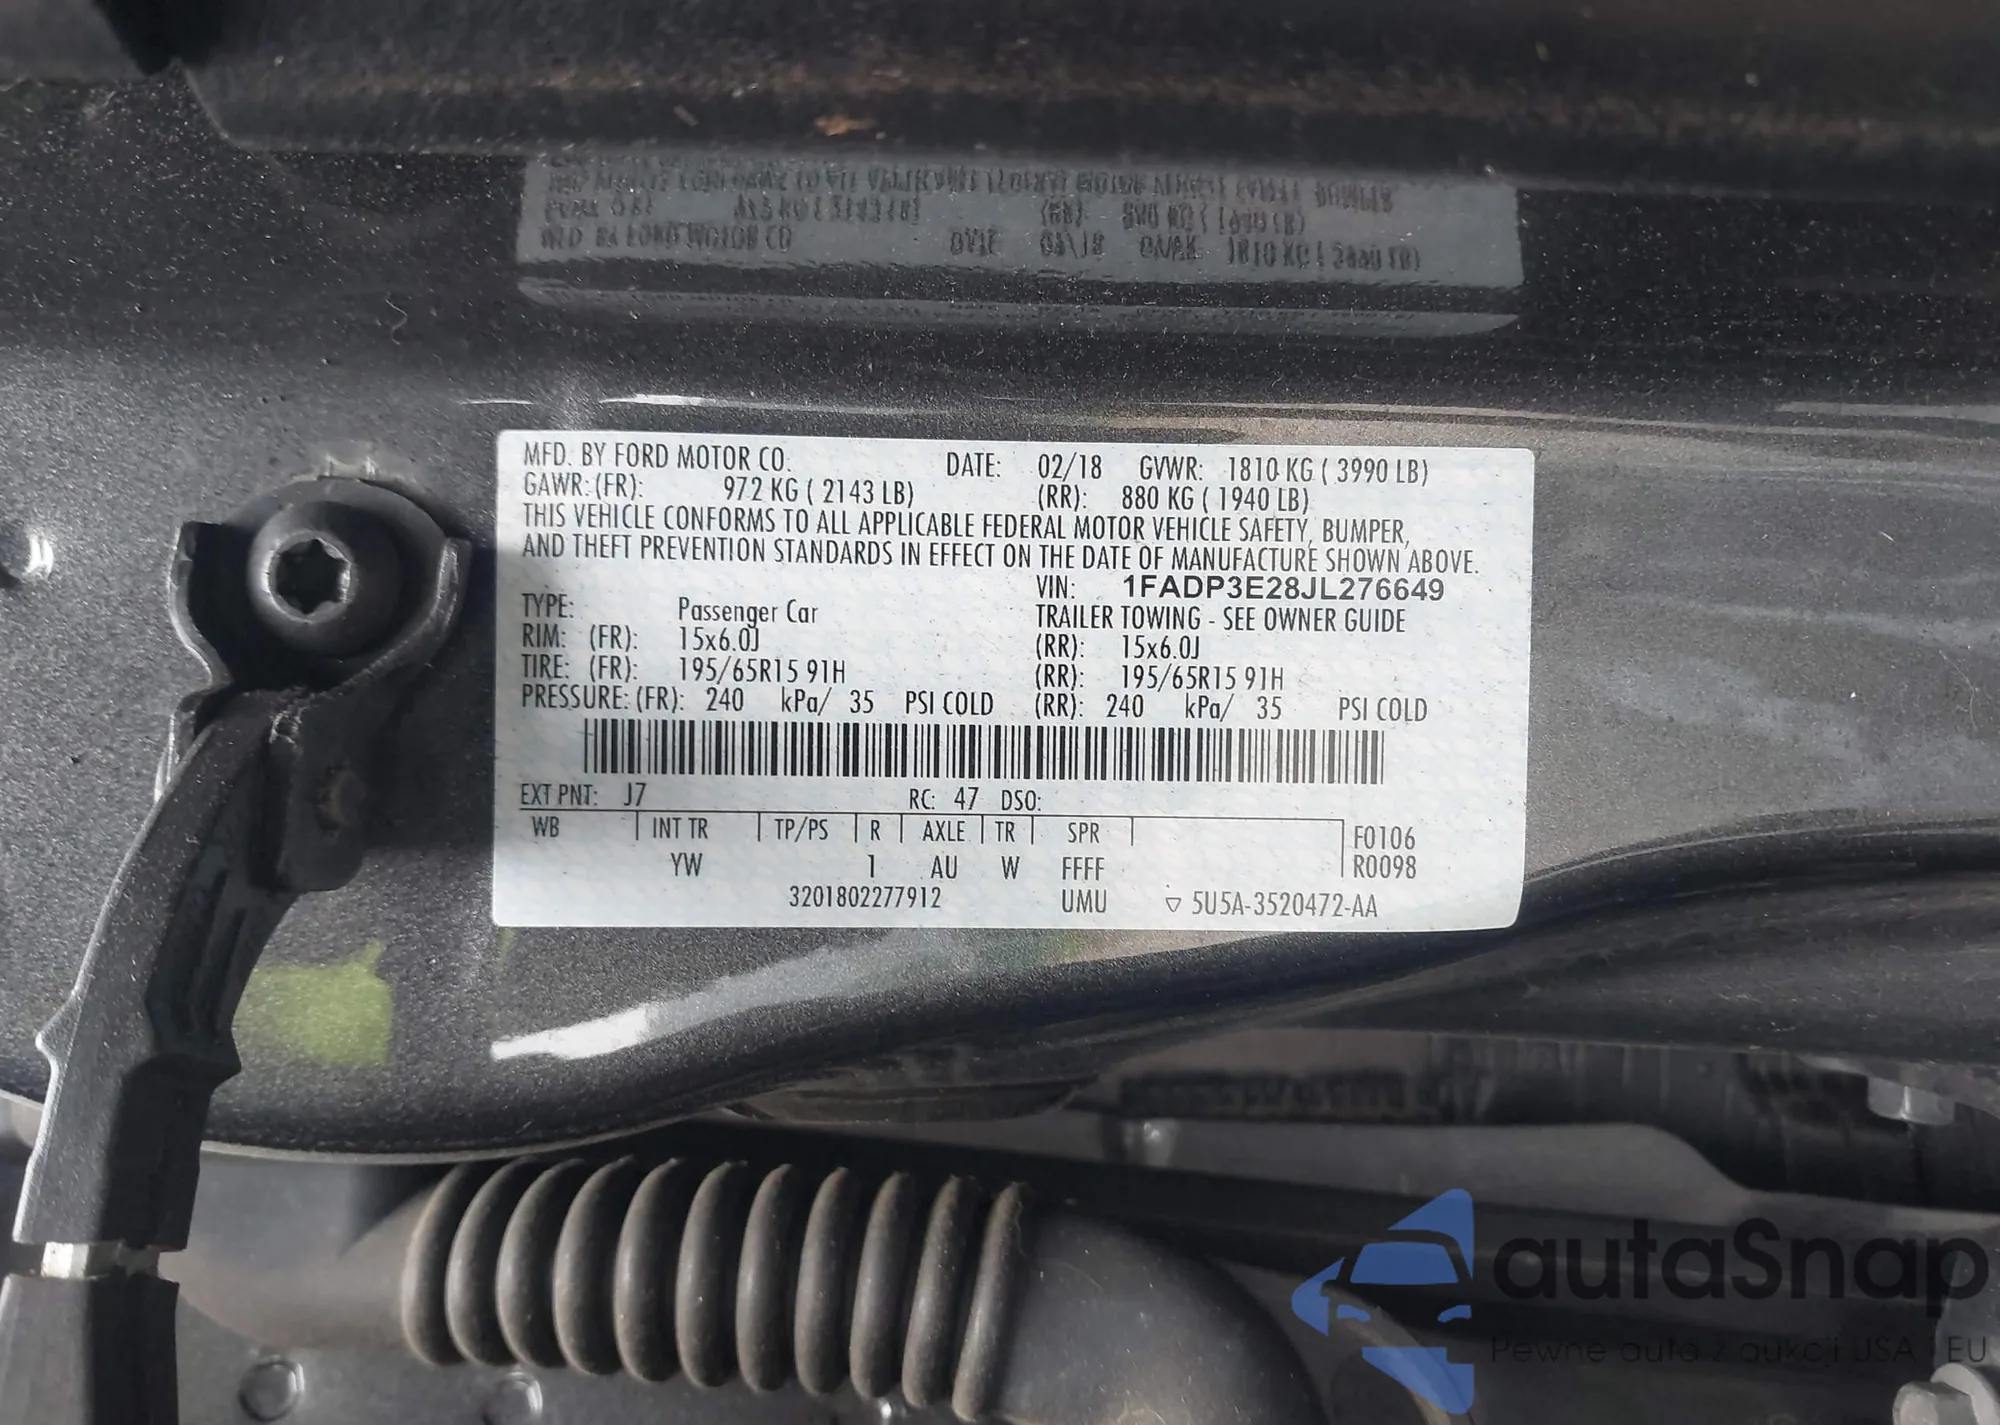 MFD. BY FORD MOTOR CO. DATE: 02/18 GVWR: 1810 KG ( 3990 LB)
GAWR: (FR): 972 KG ( 2143 LB) (RR): 880 KG ( 1940 LB)
THIS VEHICLE CONFORMS TO ALL APPLICABLE FEDERAL MOTOR VEHICLE SAFETY, BUMPER,
AND THEFT PREVENTION STANDARDS IN EFFECT ON THE DATE OF MANUFACTURE SHOWN ABOVE.
VIN: 1FADP3E28JL276649
TYPE: Passenger Car TRAILER TOWING - SEE OWNER GUIDE
RIM: (FR): 15x6.0J (RR): 15x6.0J
TIRE: (FR): 195/65R15 91H (RR): 195/65R15 91H
PRESSURE: (FR): 240 kPa/ 35 PSI COLD (RR): 240 kPa/ 35 PSI COLD
EXT PNT: J7 RC: 47 DSO:
WB INT TR TP/PS R AXLE TR SPR F0106
YW 1 AU W FFFF R0098
3201802277912 UMU ▽ 5U5A-3520472-AA
autaSnap
Pewne auta z aukcji USA i EU